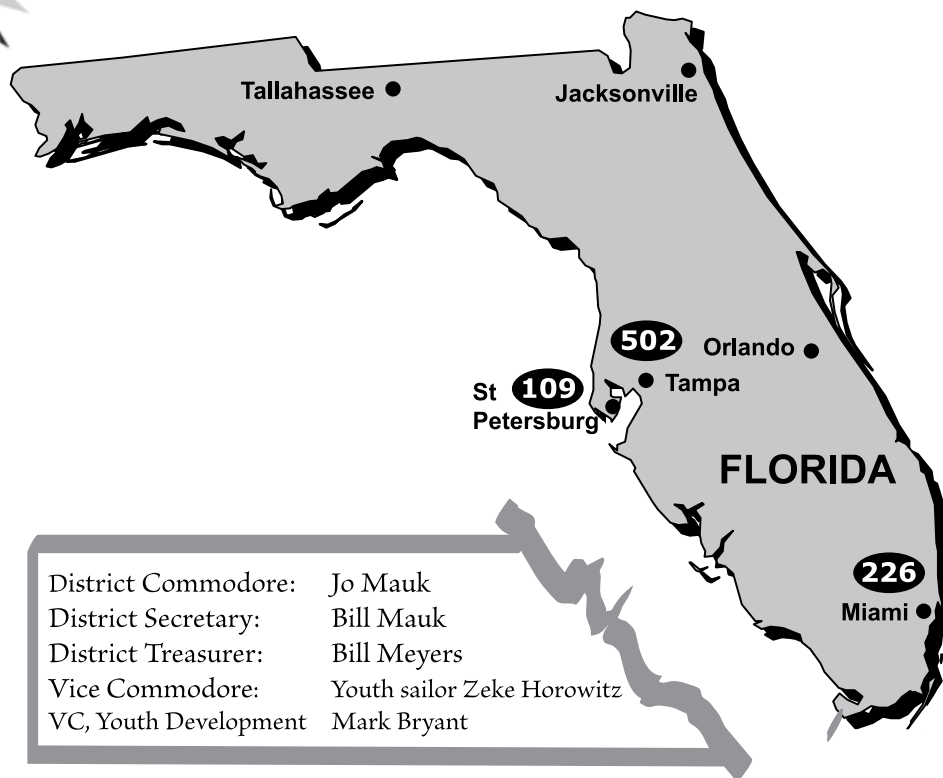 Tallahassee
Jacksonville
502
Orlando
Tampa
St 109
Petersburg
FLORIDA
226
Miami
District Commodore: Jo Mauk
District Secretary: Bill Mauk
District Treasurer: Bill Meyers
Vice Commodore: Youth sailor Zeke Horowitz
VC, Youth Development Mark Bryant